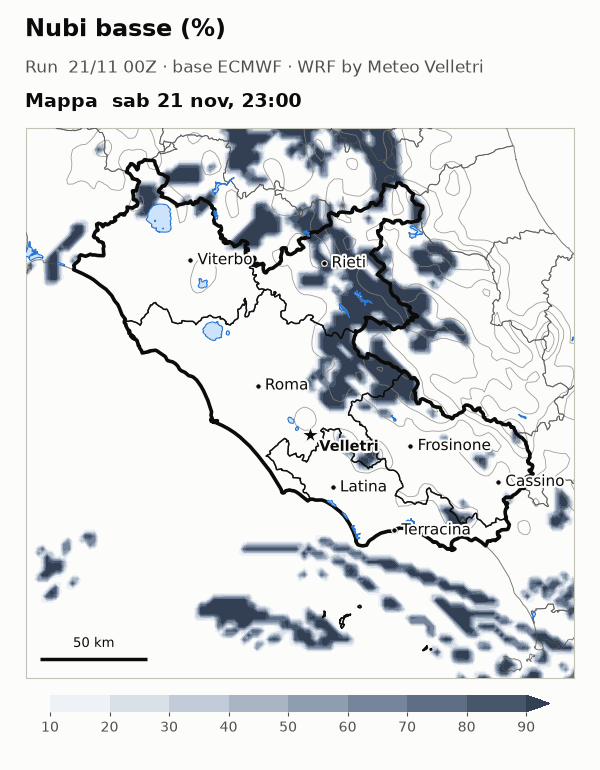 Nubi basse (%)
Run 21/11 00Z · base ECMWF · WRF by Meteo Velletri
Mappa sab 21 nov, 23:00
Viterbo
Rieti
Roma
Velletri
Frosinone
Latina
Cassino
Terracina
50 km
10 20 30 40 50 60 70 80 90